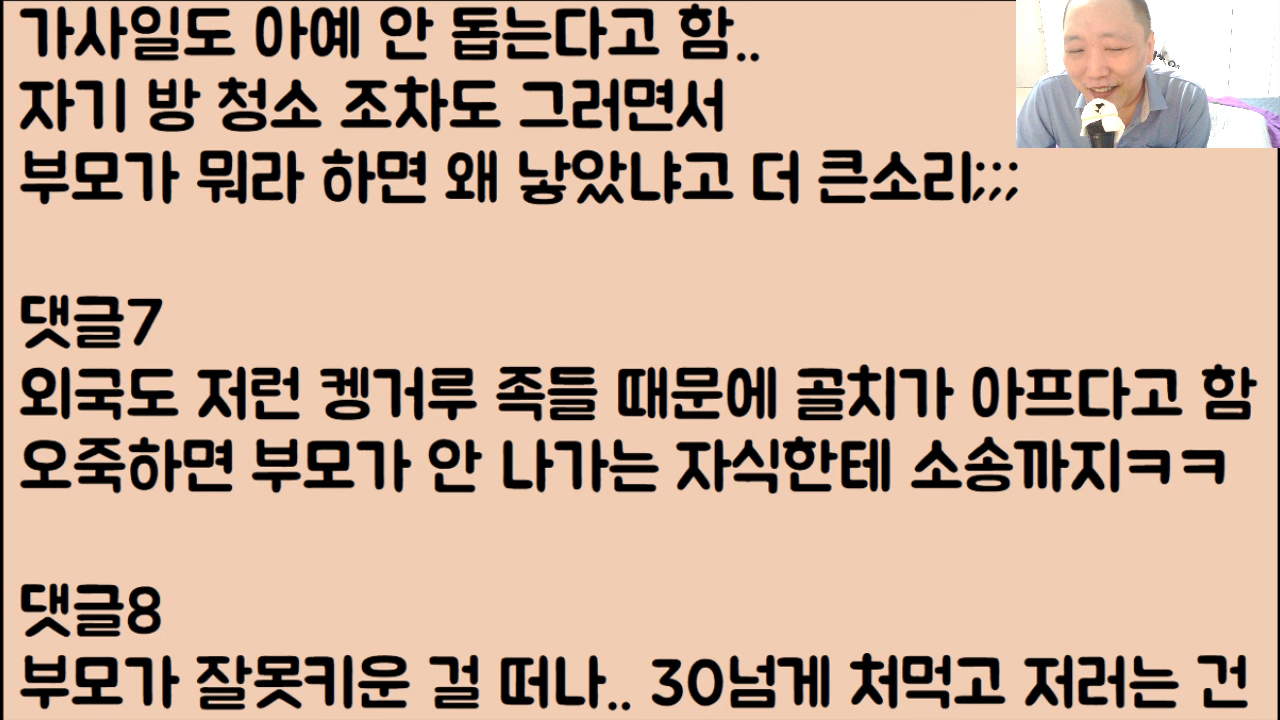 가사일도 아예 안 돕는다고 함..
자기 방 청소 조차도 그러면서
부모가 뭐라 하면 왜 낳았냐고 더 큰소리;;;
댓글7
외국도 저런 켕거루 족들 때문에 골치가 아프다고 함
오죽하면 부모가 안 나가는 자식한테 소송까지ㅋㅋ
댓글8
부모가 잘못키운 걸 떠나.. 30넘게 처먹고 저러는 건